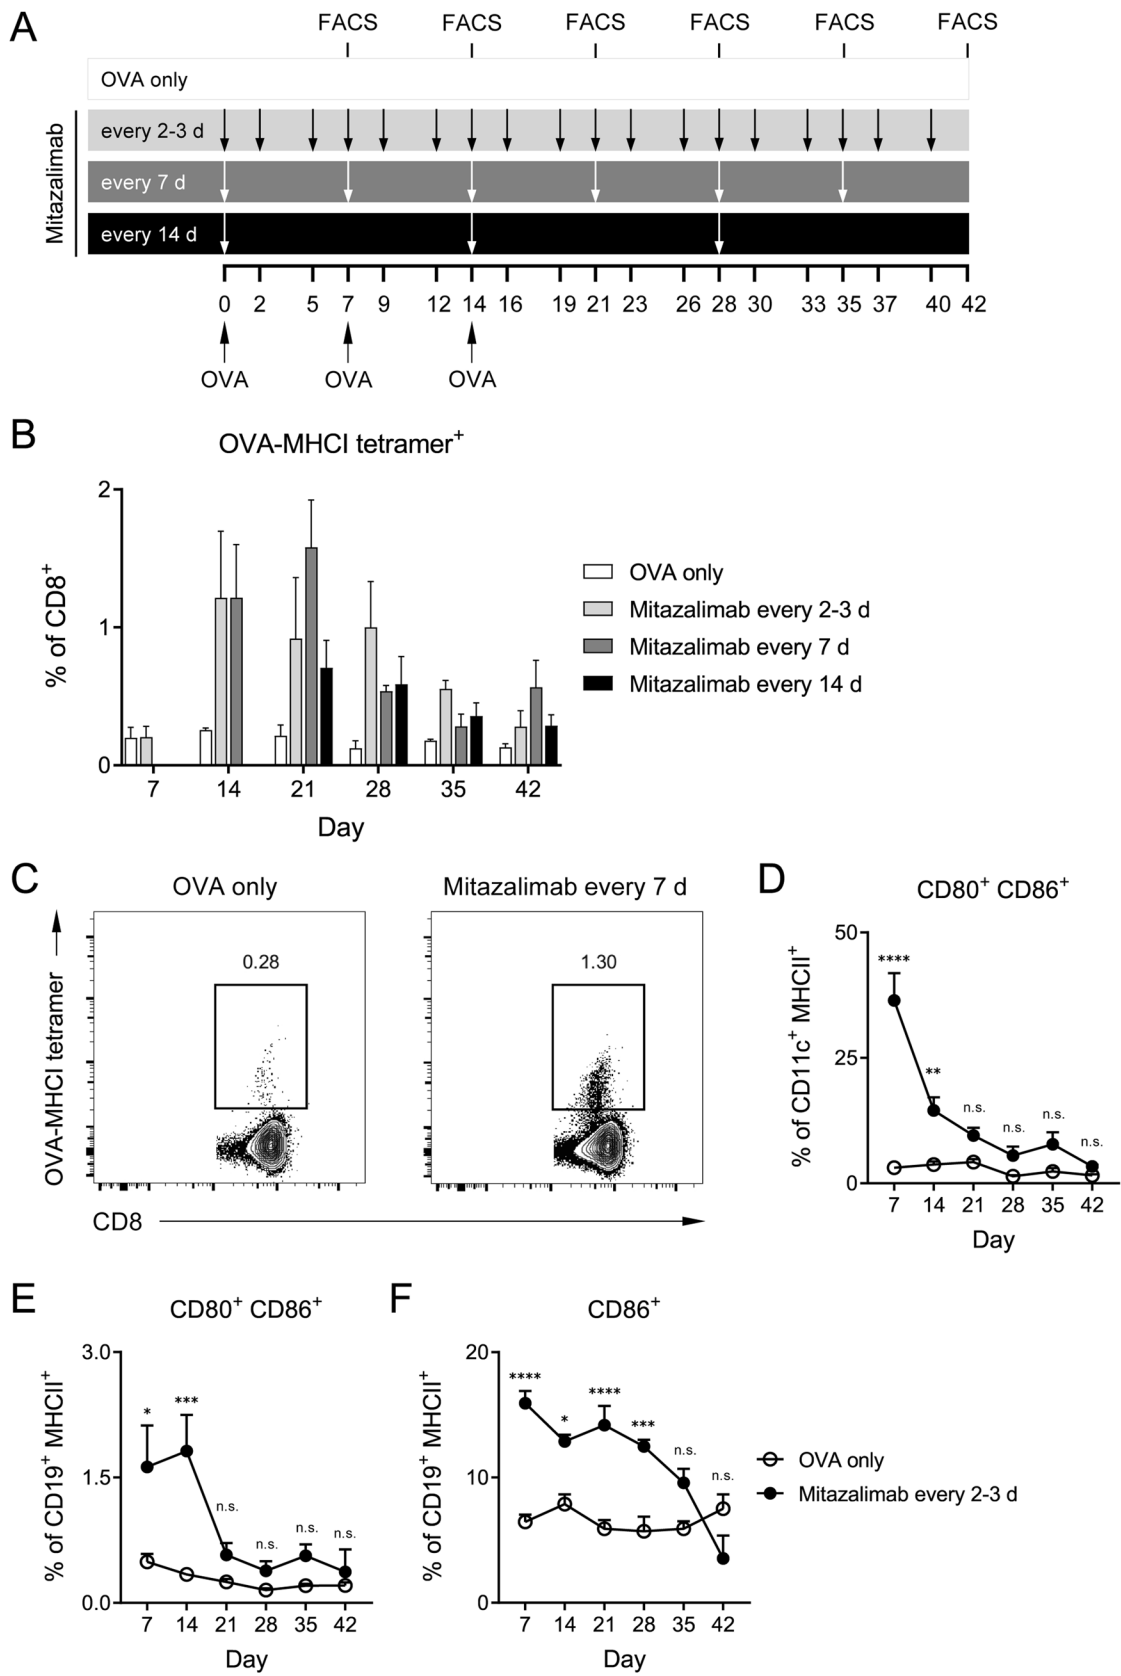 A
FACS FACS FACS FACS FACS FACS
OVA only
Mitazalimab
every 2-3 d
every 7 d
every 14 d
0 2 5 7 9 12 14 16 19 21 23 26 28 30 33 35 37 40 42
OVA OVA OVA
B
OVA-MHCI tetramer+
% of CD8+
2
1
0
7 14 21 28 35 42
Day
OVA only
Mitazalimab every 2-3 d
Mitazalimab every 7 d
Mitazalimab every 14 d
C
OVA only
Mitazalimab every 7 d
OVA-MHCI tetramer
0.28
1.30
CD8
D
CD80+ CD86+
% of CD11c+ MHCII+
50
25
0
****
**
n.s.
n.s.
n.s.
n.s.
7 14 21 28 35 42
Day
E
CD80+ CD86+
% of CD19+ MHCII+
3.0
1.5
0.0
*
***
n.s.
n.s.
n.s.
n.s.
7 14 21 28 35 42
Day
F
CD86+
% of CD19+ MHCII+
20
10
0
****
*
****
***
n.s.
n.s.
7 14 21 28 35 42
Day
OVA only
Mitazalimab every 2-3 d